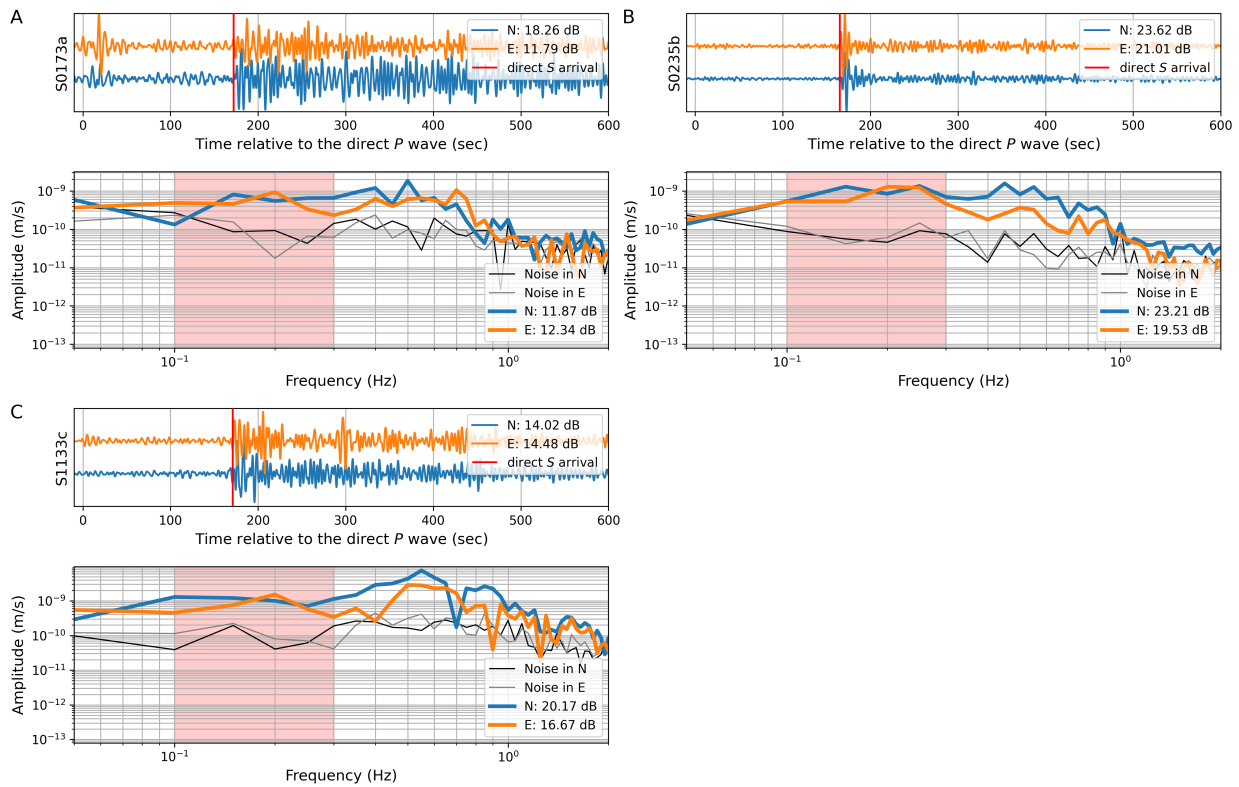 A
S0173a
N: 18.26 dB
E: 11.79 dB
direct S arrival
0 100 200 300 400 500 600
Time relative to the direct P wave (sec)
Amplitude (m/s)
10⁻⁹
10⁻¹⁰
10⁻¹¹
10⁻¹²
10⁻¹³
Noise in N
Noise in E
N: 11.87 dB
E: 12.34 dB
10⁻¹ 10⁰
Frequency (Hz)
B
S0235b
N: 23.62 dB
E: 21.01 dB
direct S arrival
0 100 200 300 400 500 600
Time relative to the direct P wave (sec)
Amplitude (m/s)
10⁻⁹
10⁻¹⁰
10⁻¹¹
10⁻¹²
10⁻¹³
Noise in N
Noise in E
N: 23.21 dB
E: 19.53 dB
10⁻¹ 10⁰
Frequency (Hz)
C
S1133c
N: 14.02 dB
E: 14.48 dB
direct S arrival
0 100 200 300 400 500 600
Time relative to the direct P wave (sec)
Amplitude (m/s)
10⁻⁹
10⁻¹⁰
10⁻¹¹
10⁻¹²
10⁻¹³
Noise in N
Noise in E
N: 20.17 dB
E: 16.67 dB
10⁻¹ 10⁰
Frequency (Hz)